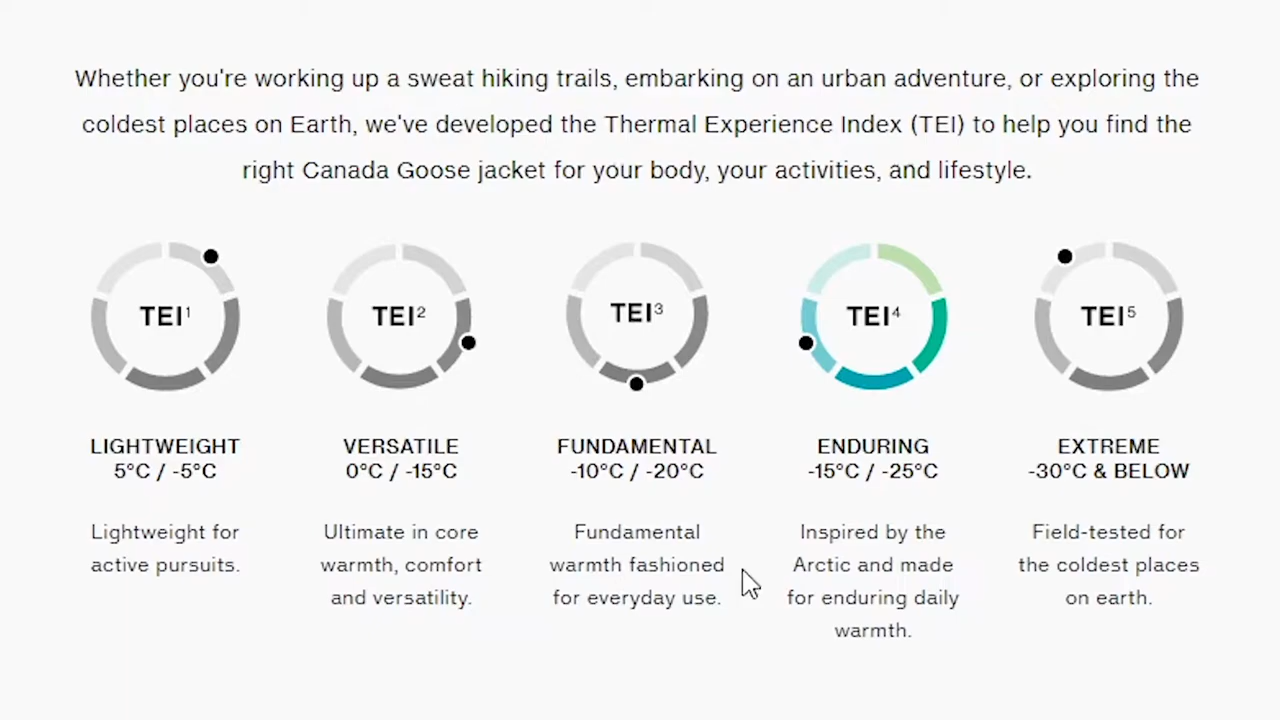 Whether you're working up a sweat hiking trails, embarking on an urban adventure, or exploring the
coldest places on Earth, we've developed the Thermal Experience Index (TEI) to help you find the
right Canada Goose jacket for your body, your activities, and lifestyle.
TEI¹
LIGHTWEIGHT
5°C / -5°C
Lightweight for
active pursuits.
TEI²
VERSATILE
0°C / -15°C
Ultimate in core
warmth, comfort
and versatility.
TEI³
FUNDAMENTAL
-10°C / -20°C
Fundamental
warmth fashioned
for everyday use.
TEI⁴
ENDURING
-15°C / -25°C
Inspired by the
Arctic and made
for enduring daily
warmth.
TEI⁵
EXTREME
-30°C & BELOW
Field-tested for
the coldest places
on earth.